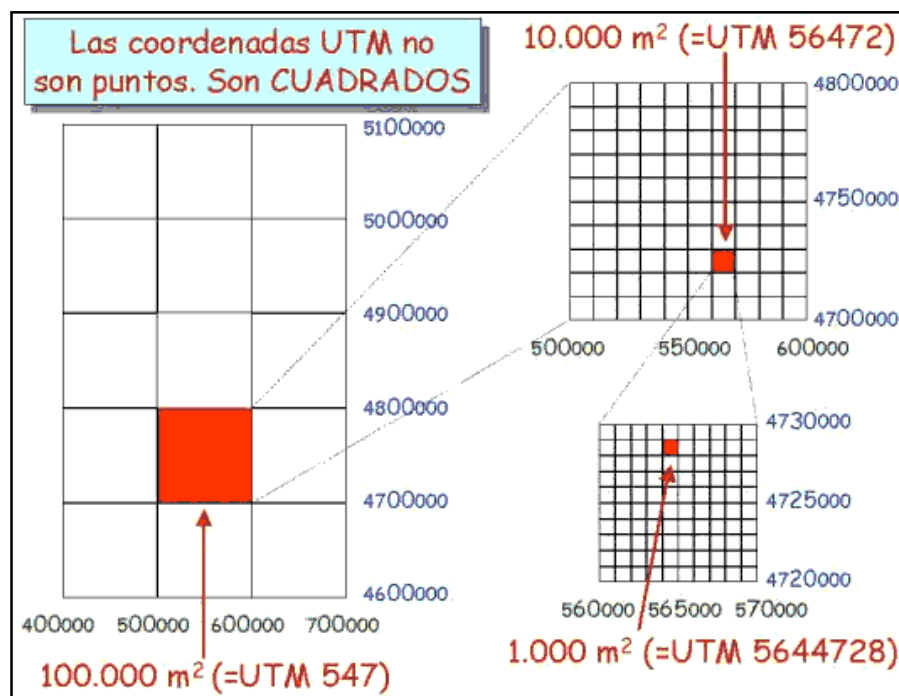 Las coordenadas UTM no
son puntos. Son CUADRADOS
5100000
5000000
4900000
4800000
4700000
4600000
400000 500000 600000 700000
100.000 m² (=UTM 547)
10.000 m² (=UTM 56472)
4800000
4750000
4700000
500000 550000 600000
4730000
4725000
4720000
560000 565000 570000
1.000 m² (=UTM 5644728)